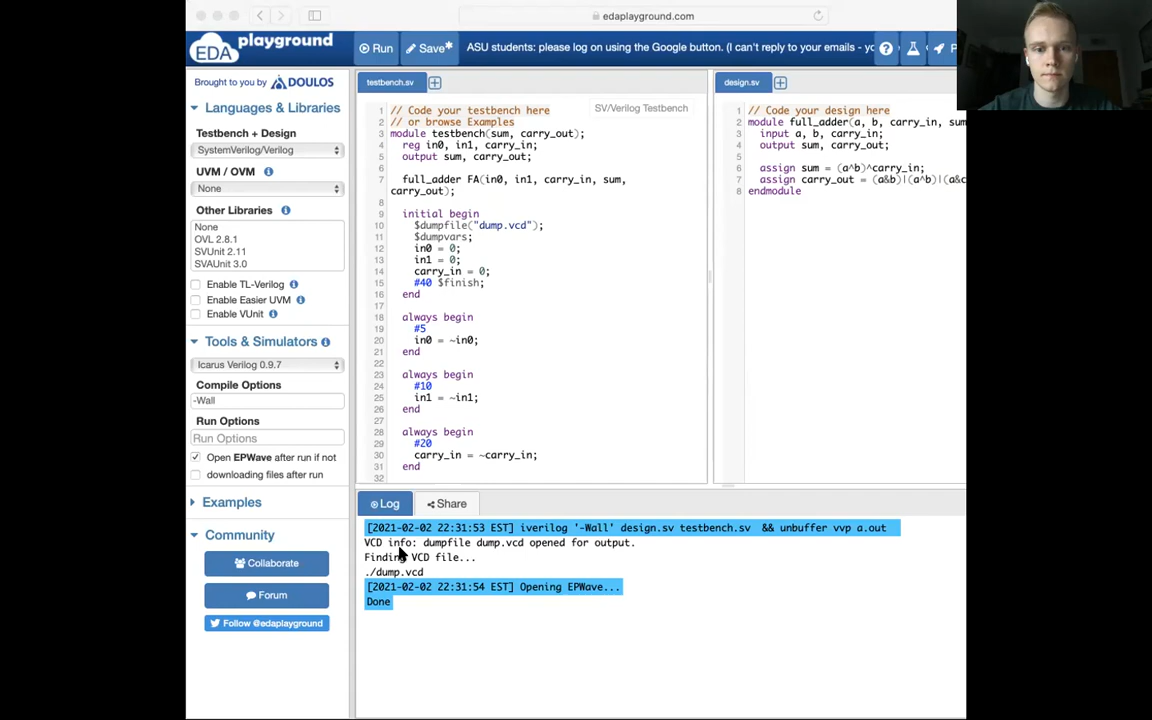 edaplayground.com
EDA playground
Run
Save*
ASU students: please log on using the Google button. (I can't reply to your emails - yo
Brought to you by DOULOS
Languages & Libraries
Testbench + Design
SystemVerilog/Verilog
UVM / OVM
None
Other Libraries
None
OVL 2.8.1
SVUnit 2.11
SVAUnit 3.0
Enable TL-Verilog
Enable Easier UVM
Enable VUnit
Tools & Simulators
Icarus Verilog 0.9.7
Compile Options
-Wall
Run Options
Run Options
Open EPWave after run if not
downloading files after run
Examples
Community
Collaborate
Forum
Follow @edaplayground
testbench.sv
SV/Verilog Testbench
1 // Code your testbench here
2 // or browse Examples
3 module testbench(sum, carry_out);
4 reg in0, in1, carry_in;
5 output sum, carry_out;
6
7 full_adder FA(in0, in1, carry_in, sum,
carry_out);
8
9 initial begin
10 $dumpfile("dump.vcd");
11 $dumpvars;
12 in0 = 0;
13 in1 = 0;
14 carry_in = 0;
15 #40 $finish;
16 end
17
18 always begin
19 #5
20 in0 = ~in0;
21 end
22
23 always begin
24 #10
25 in1 = ~in1;
26 end
27
28 always begin
29 #20
30 carry_in = ~carry_in;
31 end
32
design.sv
1 // Code your design here
2 module full_adder(a, b, carry_in, sum
3 input a, b, carry_in;
4 output sum, carry_out;
5
6 assign sum = (a^b)^carry_in;
7 assign carry_out = (a&b)|(a^b)|(a&c
8 endmodule
Log
Share
[2021-02-02 22:31:53 EST] iverilog '-Wall' design.sv testbench.sv && unbuffer vvp a.out
VCD info: dumpfile dump.vcd opened for output.
Finding VCD file...
./dump.vcd
[2021-02-02 22:31:54 EST] Opening EPWave...
Done